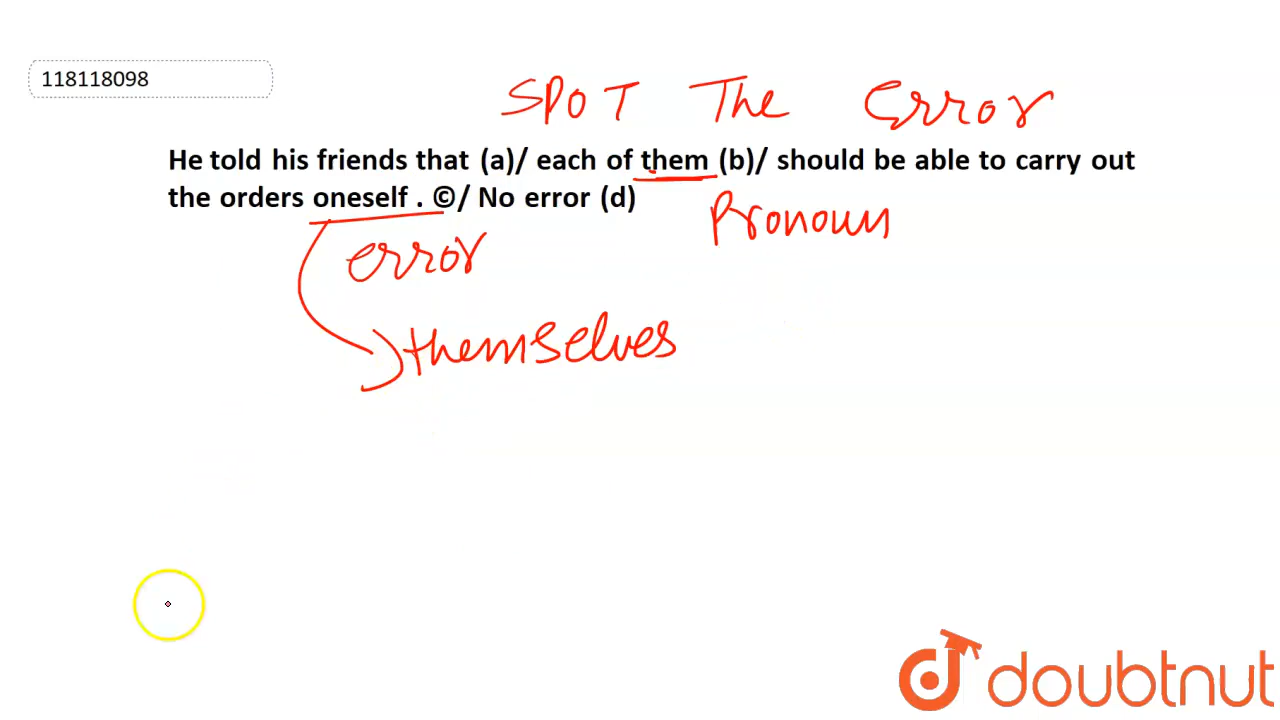 118118098
SPOT The Error
He told his friends that (a)/ each of them (b)/ should be able to carry out
the orders oneself . ©/ No error (d)
Pronoun
error
themselves
doubtnut